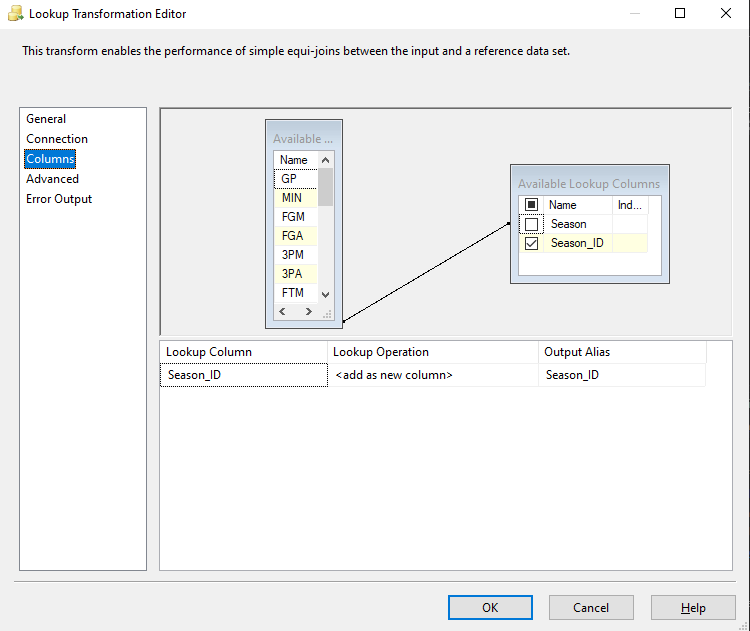 Lookup Transformation Editor
This transform enables the performance of simple equi-joins between the input and a reference data set.
General
Connection
Columns
Advanced
Error Output
Available ...
Name
GP
MIN
FGM
FGA
3PM
3PA
FTM
Available Lookup Columns
Name Ind...
Season
Season_ID
Lookup Column Lookup Operation Output Alias
Season_ID <add as new column> Season_ID
OK Cancel Help